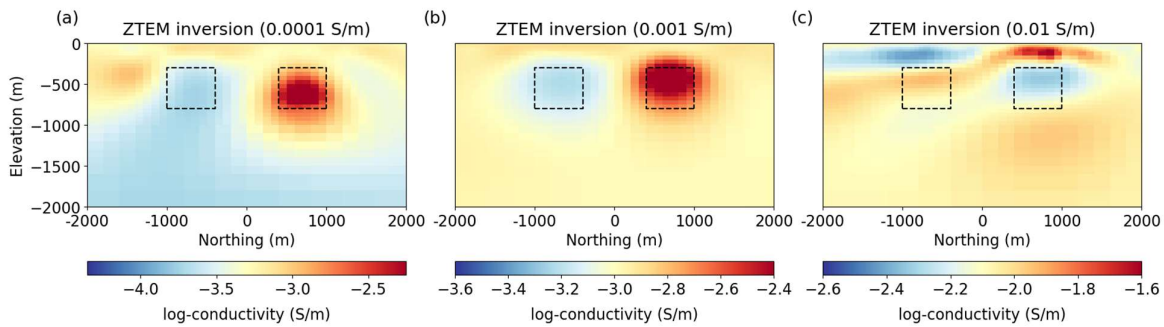 (a)
ZTEM inversion (0.0001 S/m)
(b)
ZTEM inversion (0.001 S/m)
(c)
ZTEM inversion (0.01 S/m)
Elevation (m)
0
−500
−1000
−1500
−2000
-2000 -1000 0 1000 2000
Northing (m)
-2000 -1000 0 1000 2000
Northing (m)
-2000 -1000 0 1000 2000
Northing (m)
−4.0 −3.5 −3.0 −2.5
log-conductivity (S/m)
−3.6 −3.4 −3.2 −3.0 −2.8 −2.6 −2.4
log-conductivity (S/m)
−2.6 −2.4 −2.2 −2.0 −1.8 −1.6
log-conductivity (S/m)